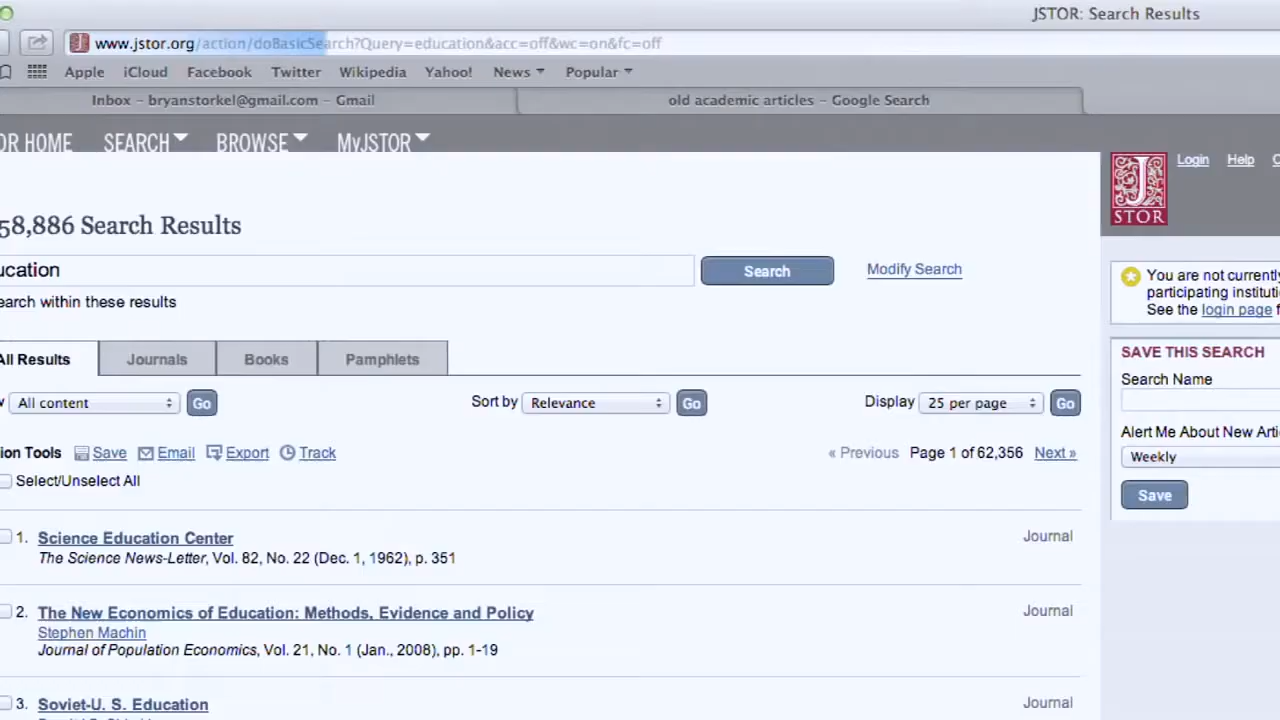 JSTOR: Search Results
www.jstor.org/action/doBasicSearch?Query=education&acc=off&wc=on&fc=off
Apple iCloud Facebook Twitter Wikipedia Yahoo! News Popular
Inbox – bryanstorkel@gmail.com – Gmail old academic articles – Google Search
OR HOME SEARCH BROWSE MyJSTOR
JSTOR
Login Help
58,886 Search Results
ucation Search Modify Search
earch within these results
You are not currently
participating instituti
See the login page f
All Results Journals Books Pamphlets
SAVE THIS SEARCH
Search Name
w All content Go Sort by Relevance Go Display 25 per page Go
Alert Me About New Arti
Weekly
Save
ion Tools Save Email Export Track « Previous Page 1 of 62,356 Next »
Select/Unselect All
1. Science Education Center Journal
The Science News-Letter, Vol. 82, No. 22 (Dec. 1, 1962), p. 351
2. The New Economics of Education: Methods, Evidence and Policy Journal
Stephen Machin
Journal of Population Economics, Vol. 21, No. 1 (Jan., 2008), pp. 1-19
3. Soviet-U. S. Education Journal